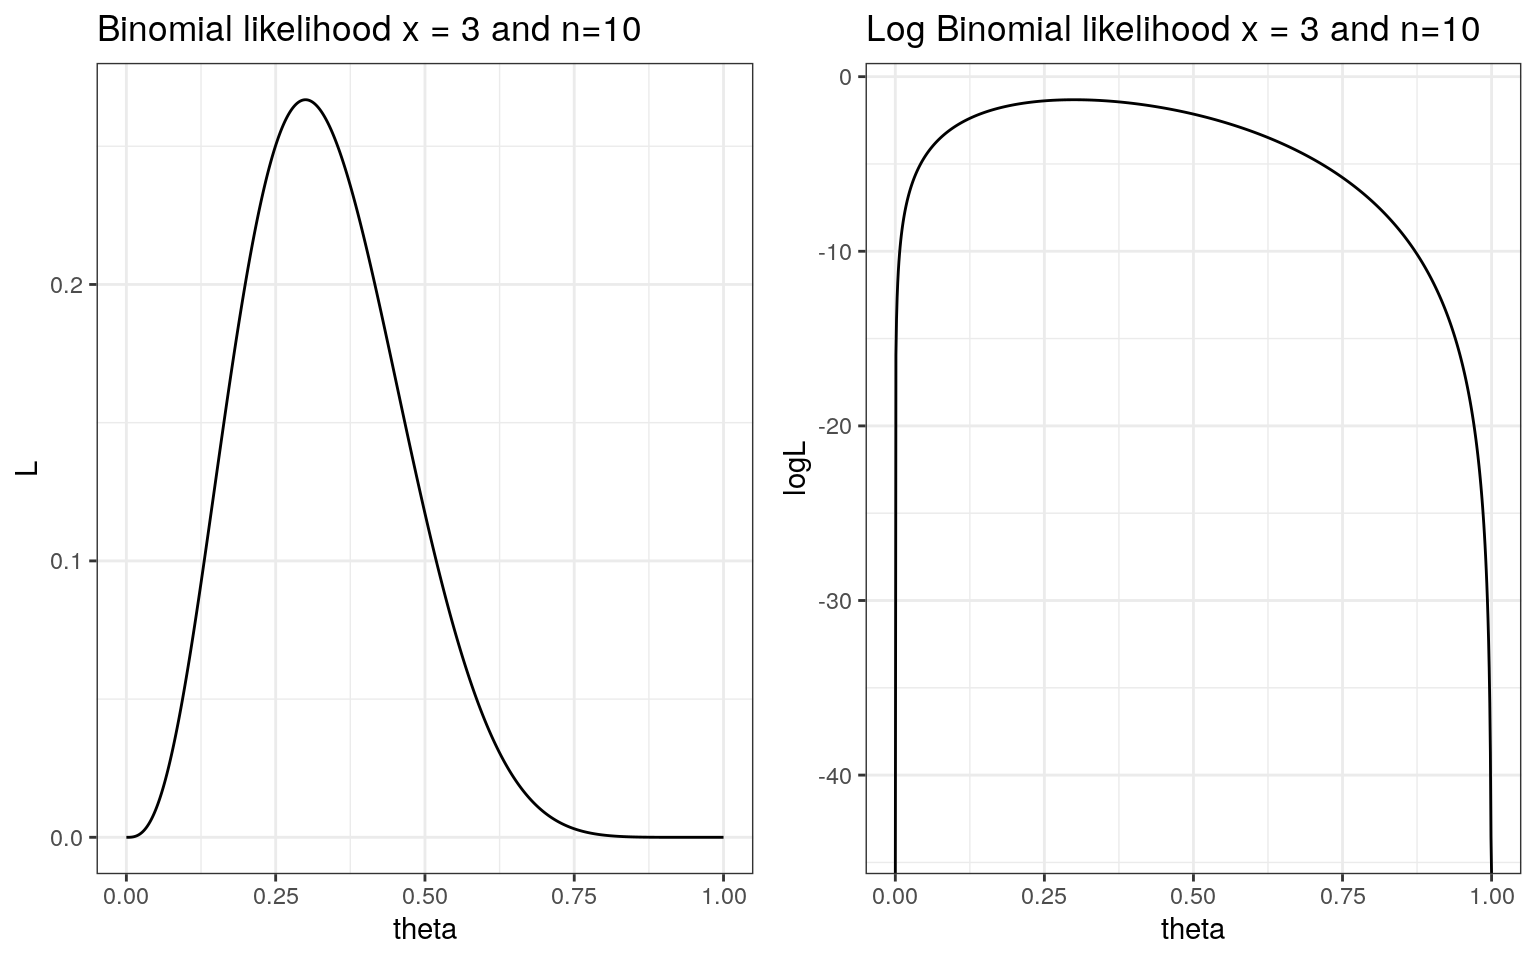 Binomial likelihood x = 3 and n=10
L
0.2
0.1
0.0
0.00 0.25 0.50 0.75 1.00
theta
Log Binomial likelihood x = 3 and n=10
logL
0
-10
-20
-30
-40
0.00 0.25 0.50 0.75 1.00
theta